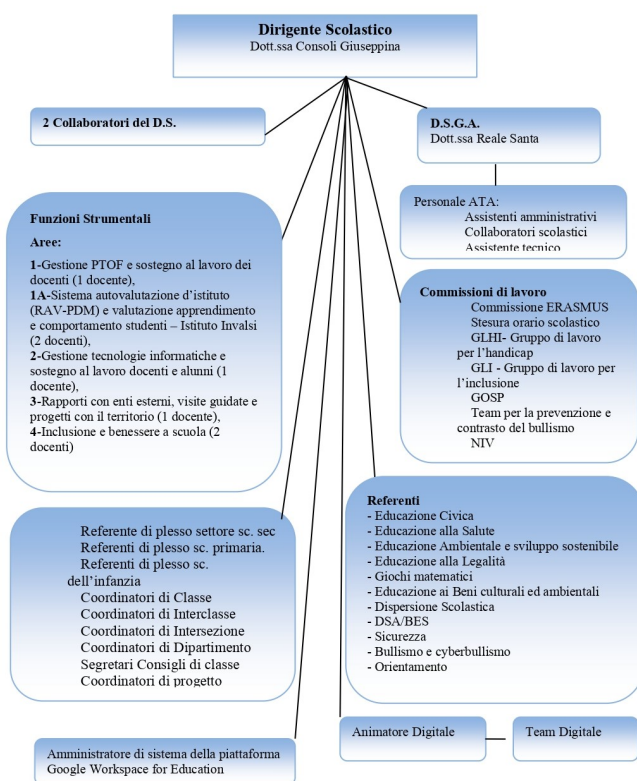 Dirigente Scolastico
Dott.ssa Consoli Giuseppina
2 Collaboratori del D.S.
D.S.G.A.
Dott.ssa Reale Santa
Personale ATA:
Assistenti amministrativi
Collaboratori scolastici
Assistente tecnico
Funzioni Strumentali
Aree:
1-Gestione PTOF e sostegno al lavoro dei
docenti (1 docente),
1A-Sistema autovalutazione d'istituto
(RAV-PDM) e valutazione apprendimento
e comportamento studenti – Istituto Invalsi
(2 docenti),
2-Gestione tecnologie informatiche e
sostegno al lavoro docenti e alunni (1
docente),
3-Rapporti con enti esterni, visite guidate e
progetti con il territorio (1 docente),
4-Inclusione e benessere a scuola (2
docenti)
Commissioni di lavoro
Commissione ERASMUS
Stesura orario scolastico
GLHI- Gruppo di lavoro
per l'handicap
GLI - Gruppo di lavoro per
l'inclusione
GOSP
Team per la prevenzione e
contrasto del bullismo
NIV
Referente di plesso settore sc. sec
Referenti di plesso sc. primaria.
Referenti di plesso sc.
dell'infanzia
Coordinatori di Classe
Coordinatori di Interclasse
Coordinatori di Intersezione
Coordinatori di Dipartimento
Segretari Consigli di classe
Coordinatori di progetto
Referenti
- Educazione Civica
- Educazione alla Salute
- Educazione Ambientale e sviluppo sostenibile
- Educazione alla Legalità
- Giochi matematici
- Educazione ai Beni culturali ed ambientali
- Dispersione Scolastica
- DSA/BES
- Sicurezza
- Bullismo e cyberbullismo
- Orientamento
Animatore Digitale
Team Digitale
Amministratore di sistema della piattaforma
Google Workspace for Education